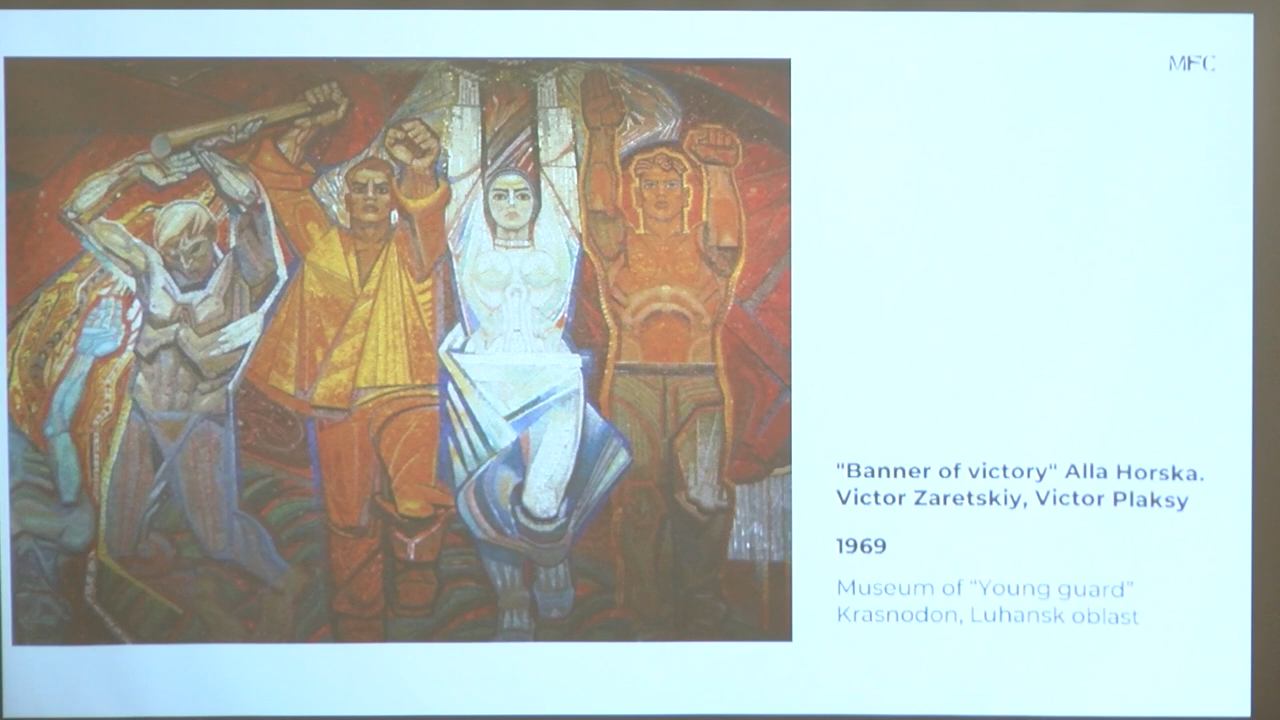 MFC
"Banner of victory" Alla Horska.
Victor Zaretskiy, Victor Plaksy
1969
Museum of "Young guard"
Krasnodon, Luhansk oblast